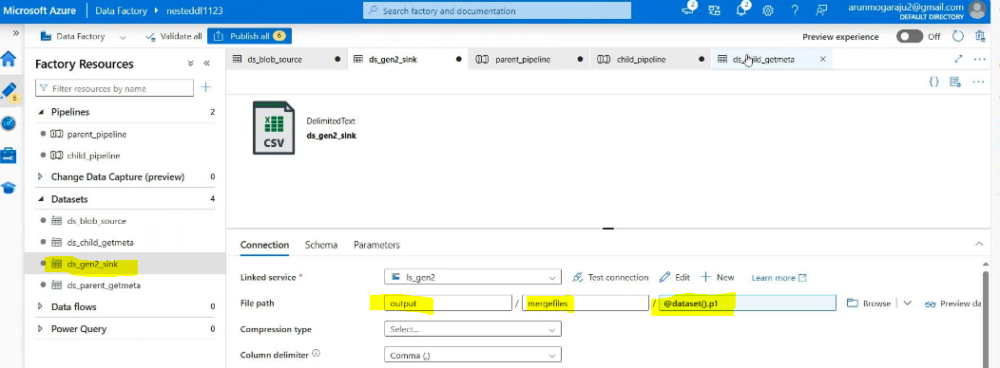 Microsoft Azure Data Factory nesteddf1123 Search factory and documentation 2 2 arunmogaraju2@gmail.com
DEFAULT DIRECTORY
Data Factory Validate all Publish all 6 Preview experience Off
Factory Resources
ds_blob_source ds_gen2_sink parent_pipeline child_pipeline ds_child_getmeta
Filter resources by name
6
Pipelines 2
parent_pipeline
child_pipeline
Change Data Capture (preview) 0
Datasets 4
ds_blob_source
ds_child_getmeta
ds_gen2_sink
ds_parent_getmeta
Data flows 0
Power Query 0
CSV
DelimitedText
ds_gen2_sink
Connection Schema Parameters
Linked service * ls_gen2 Test connection Edit New Learn more
File path output / mergefiles / @dataset().p1 Browse Preview da
Compression type Select...
Column delimiter Comma (,)